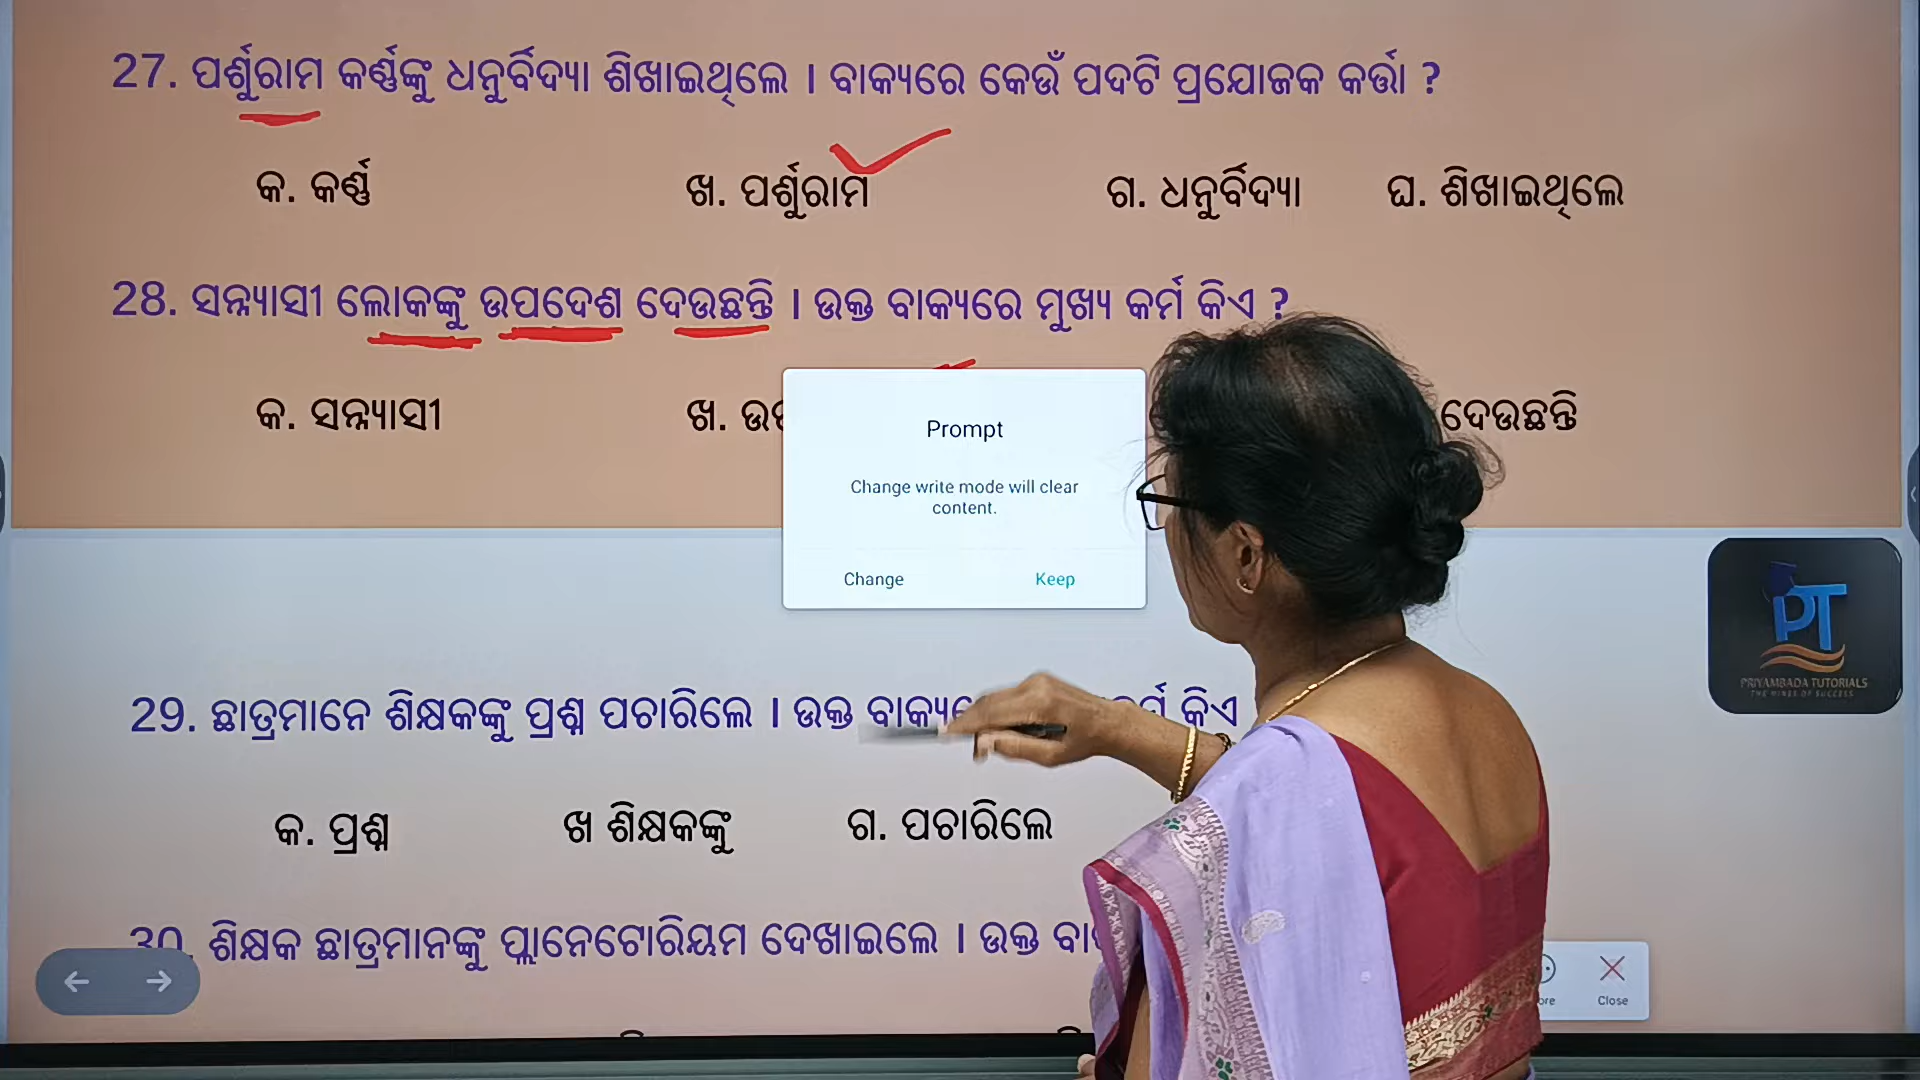 27. ପର୍ଶୁରାମ କର୍ଣ୍ଣଙ୍କୁ ଧନୁର୍ବିଦ୍ୟା ଶିଖାଇଥିଲେ । ବାକ୍ୟରେ କେଉଁ ପଦଟି ପ୍ରଯୋଜକ କର୍ତ୍ତା ?
କ. କର୍ଣ୍ଣ ଖ. ପର୍ଶୁରାମ ଗ. ଧନୁର୍ବିଦ୍ୟା ଘ. ଶିଖାଇଥିଲେ
28. ସନ୍ନ୍ୟାସୀ ଲୋକଙ୍କୁ ଉପଦେଶ ଦେଉଛନ୍ତି । ଉକ୍ତ ବାକ୍ୟରେ ମୁଖ୍ୟ କର୍ମ କିଏ ?
କ. ସନ୍ନ୍ୟାସୀ ଖ. ଦେଉଛନ୍ତି
Prompt
Change write mode will clear
content.
Change Keep
29. ଛାତ୍ରମାନେ ଶିକ୍ଷକଙ୍କୁ ପ୍ରଶ୍ନ ପଚାରିଲେ । ଉକ୍ତ କିଏ
କ. ପ୍ରଶ୍ନ ଖ ଶିକ୍ଷକଙ୍କୁ ଗ. ପଚାରିଲେ
30. ଶିକ୍ଷକ ଛାତ୍ରମାନଙ୍କୁ ପ୍ଲାନେଟୋରିୟମ ଦେଖାଇଲେ । ଉକ୍ତ
Close
PT
PRIYAMBADA TUTORIALS